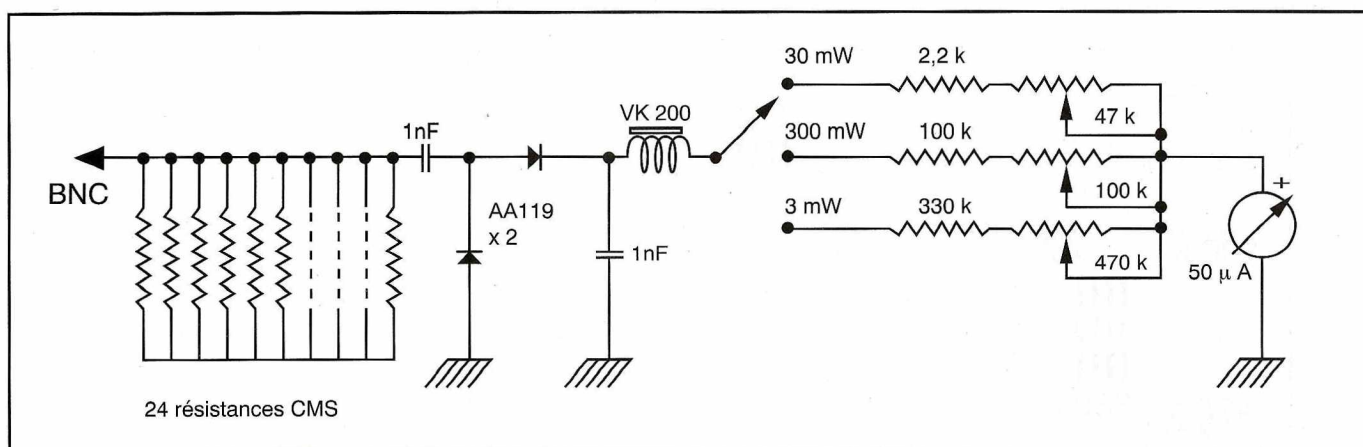 30 mW
2,2 k
VK 200
1nF
47 k
300 mW
100 k
BNC
100 k
+
AA119
x 2
3 mW
330 k
1nF
470 k
50 μ A
24 résistances CMS